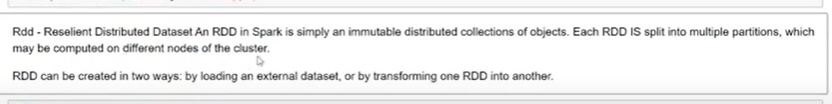 Rdd - Reselient Distributed Dataset An RDD in Spark is simply an immutable distributed collections of objects. Each RDD IS split into multiple partitions, which
may be computed on different nodes of the cluster.
RDD can be created in two ways: by loading an external dataset, or by transforming one RDD into another.